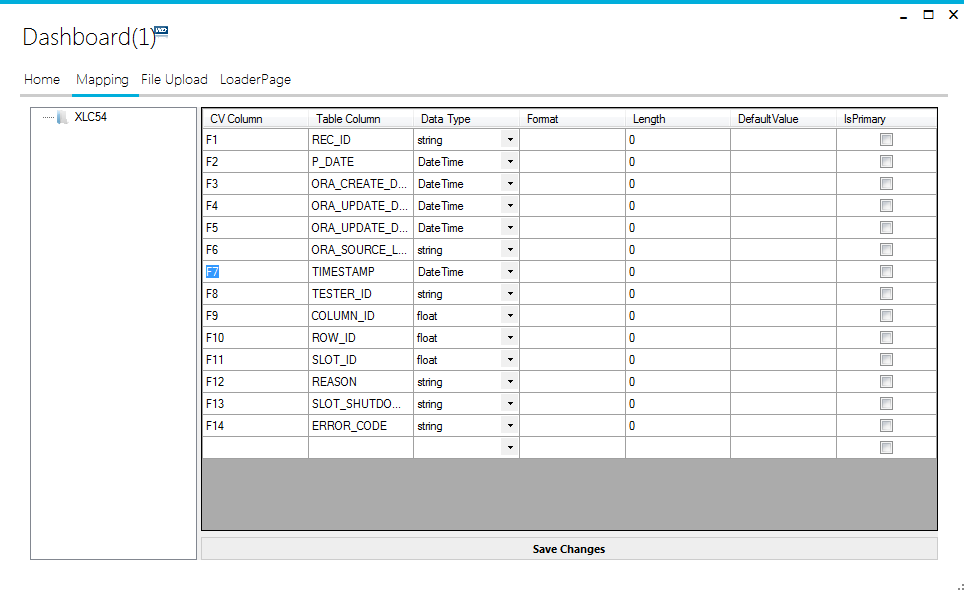 Dashboard(1)
Home Mapping File Upload LoaderPage
XLC54
CV Column Table Column Data Type Format Length DefaultValue IsPrimary
F1 REC_ID string 0
F2 P_DATE DateTime 0
F3 ORA_CREATE_D... DateTime 0
F4 ORA_UPDATE_D... DateTime 0
F5 ORA_UPDATE_D... DateTime 0
F6 ORA_SOURCE_L... string 0
F7 TIMESTAMP DateTime 0
F8 TESTER_ID string 0
F9 COLUMN_ID float 0
F10 ROW_ID float 0
F11 SLOT_ID float 0
F12 REASON string 0
F13 SLOT_SHUTDO... string 0
F14 ERROR_CODE string 0
Save Changes